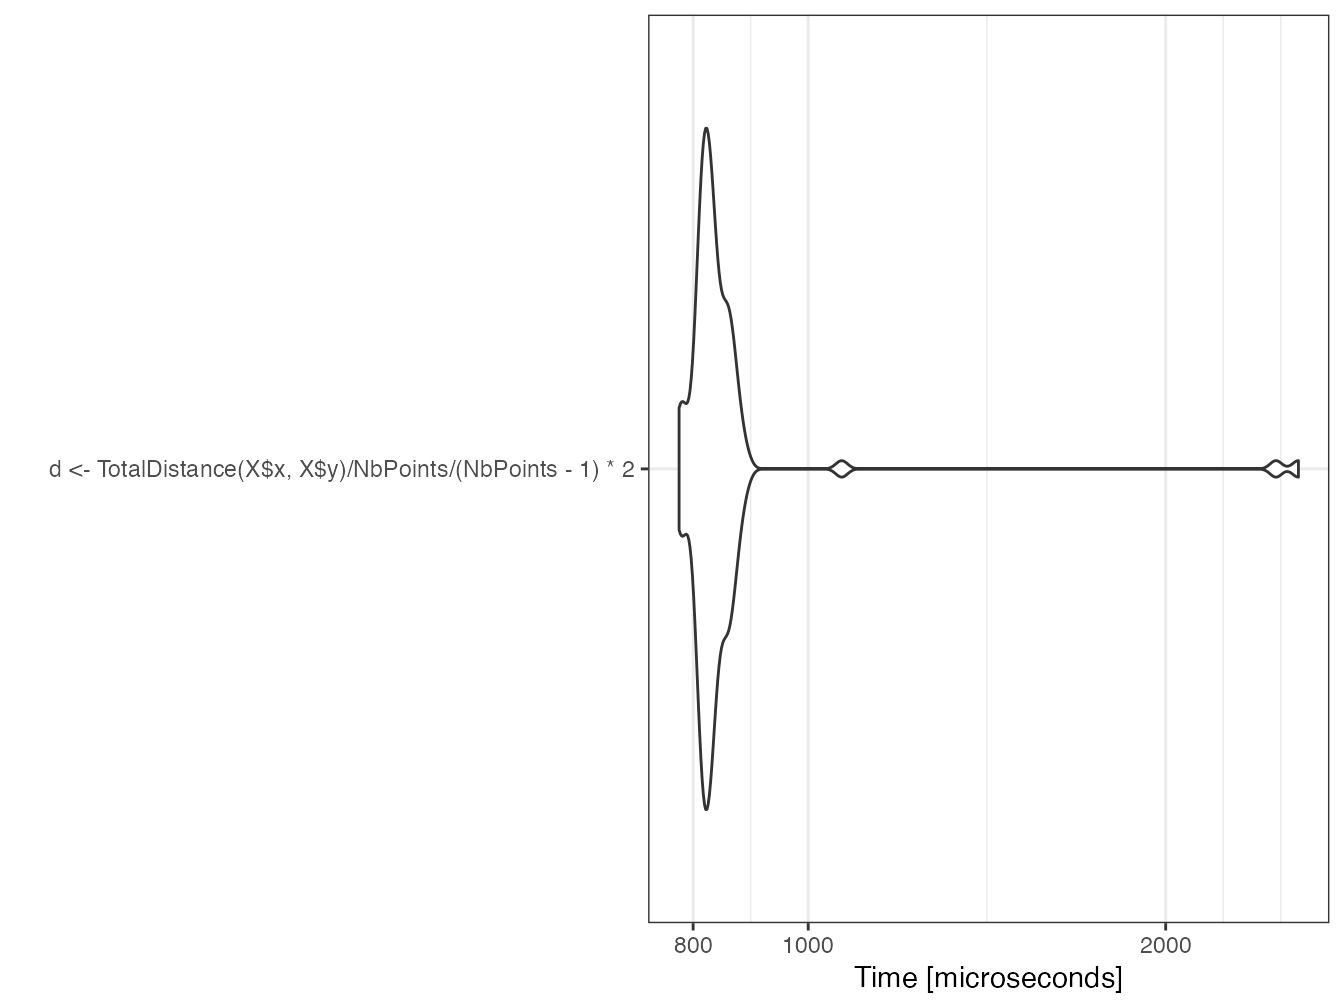 d <- TotalDistance(X$x, X$y)/NbPoints/(NbPoints - 1) * 2
800 1000 2000
Time [microseconds]